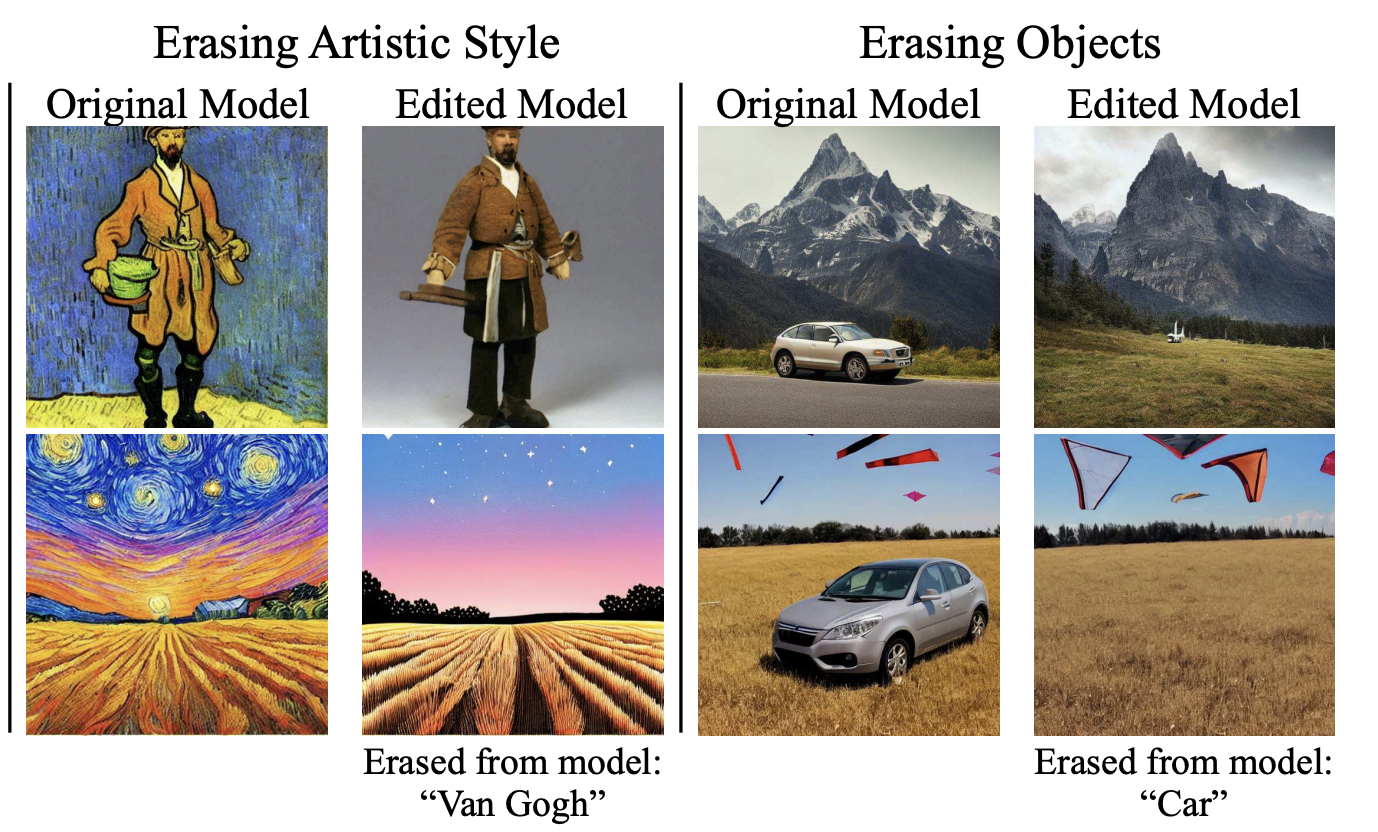 Erasing Artistic Style
Erasing Objects
Original Model
Edited Model
Original Model
Edited Model
Erased from model:
“Van Gogh”
Erased from model:
“Car”